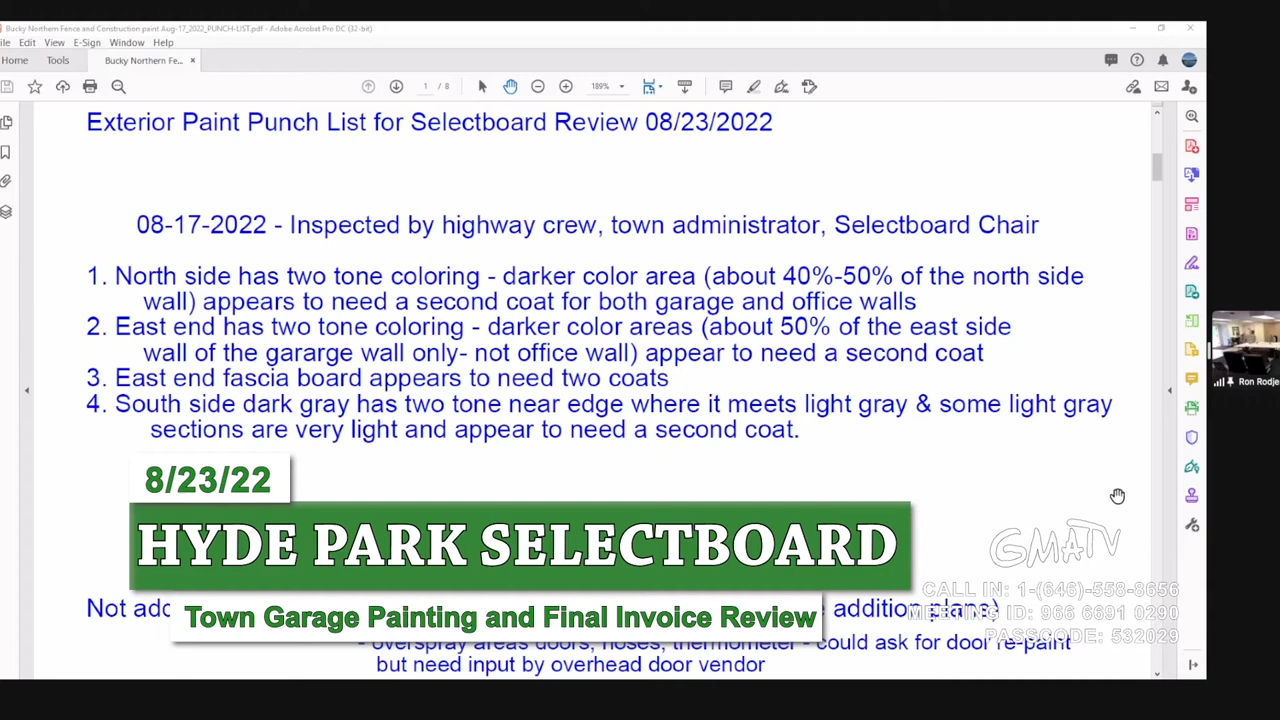 Bucky Northern Fence and Construction paint Aug-17_2022_PUNCH-LIST.pdf - Adobe Acrobat Pro DC (32-bit)
File Edit View E-Sign Window Help
Home Tools Bucky Northern Fe... ×
1 / 8 189%
Exterior Paint Punch List for Selectboard Review 08/23/2022
08-17-2022 - Inspected by highway crew, town administrator, Selectboard Chair
1. North side has two tone coloring - darker color area (about 40%-50% of the north side
wall) appears to need a second coat for both garage and office walls
2. East end has two tone coloring - darker color areas (about 50% of the east side
wall of the gararge wall only- not office wall) appear to need a second coat
3. East end fascia board appears to need two coats
4. South side dark gray has two tone near edge where it meets light gray & some light gray
sections are very light and appear to need a second coat.
Ron Rodje
8/23/22
HYDE PARK SELECTBOARD
GMATV
CALL IN: 1-(646)-558-8656
MEETING ID: 966 6691 0290
PASSCODE: 532029
Not add addition plans)
Town Garage Painting and Final Invoice Review
- overspray areas doors, hoses, thermometer - could ask for door re-paint
but need input by overhead door vendor